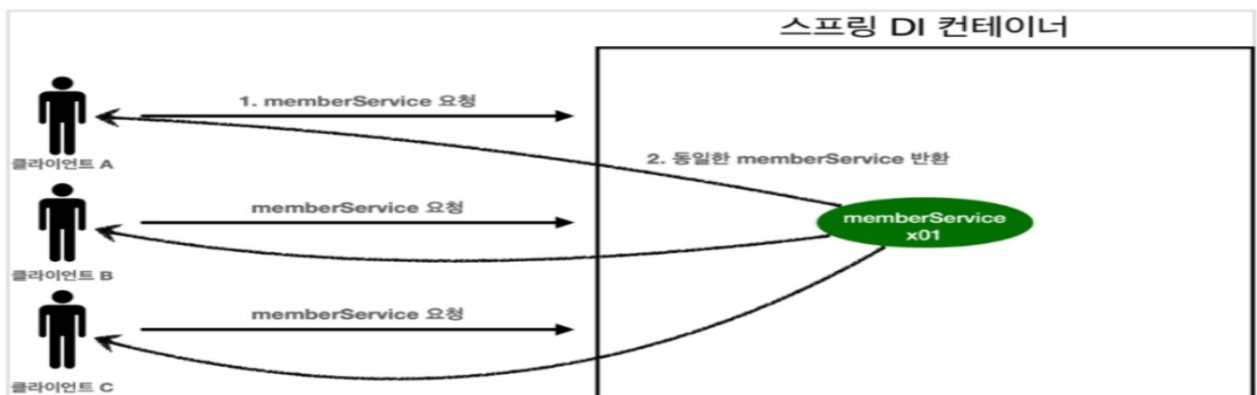 스프링 DI 컨테이너
1. memberService 요청
클라이언트 A
2. 동일한 memberService 반환
memberService 요청
memberService
x01
클라이언트 B
memberService 요청
클라이언트 C